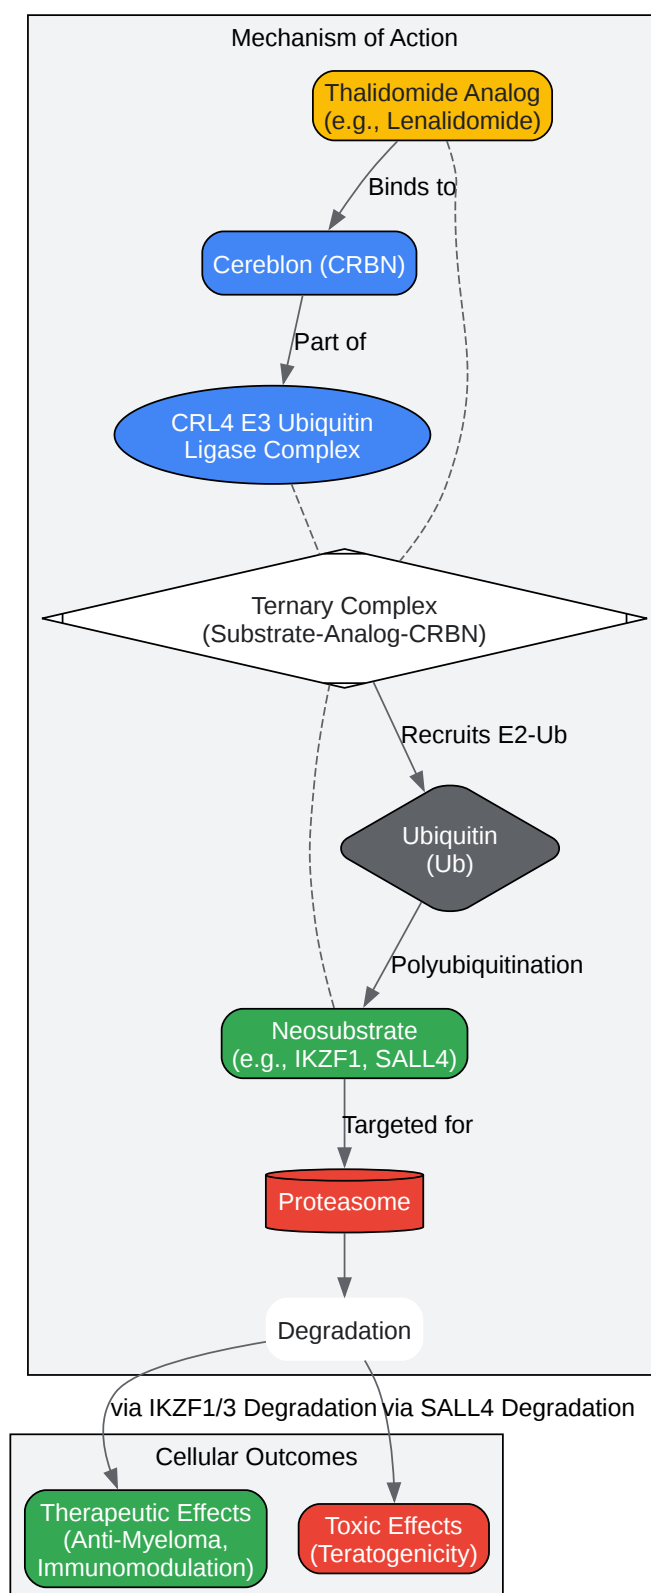 Mechanism of Action
Thalidomide Analog
(e.g., Lenalidomide)
Binds to
Cereblon (CRBN)
Part of
CRL4 E3 Ubiquitin
Ligase Complex
Ternary Complex
(Substrate-Analog-CRBN)
Recruits E2-Ub
Ubiquitin
(Ub)
Polyubiquitination
Neosubstrate
(e.g., IKZF1, SALL4)
Targeted for
Proteasome
Degradation
via IKZF1/3 Degradation
via SALL4 Degradation
Cellular Outcomes
Therapeutic Effects
(Anti-Myeloma,
Immunomodulation)
Toxic Effects
(Teratogenicity)